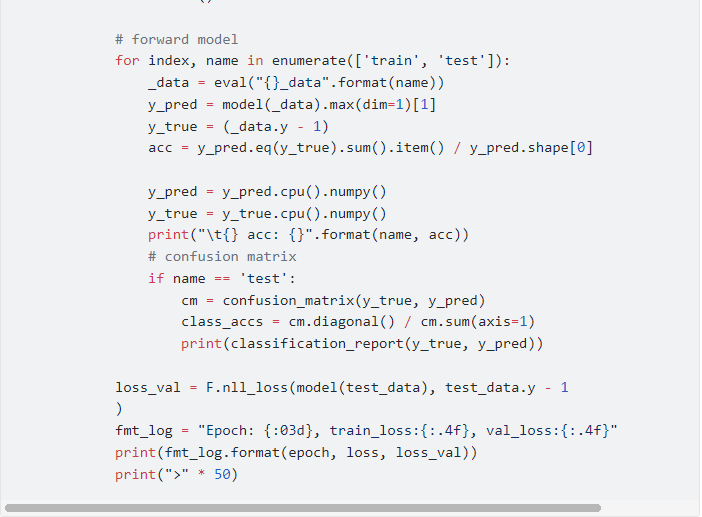 # forward model
for index, name in enumerate(['train', 'test']):
    _data = eval("{}_data".format(name))
    y_pred = model(_data).max(dim=1)[1]
    y_true = (_data.y - 1)
    acc = y_pred.eq(y_true).sum().item() / y_pred.shape[0]

    y_pred = y_pred.cpu().numpy()
    y_true = y_true.cpu().numpy()
    print("\t{} acc: {}".format(name, acc))
    # confusion matrix
    if name == 'test':
        cm = confusion_matrix(y_true, y_pred)
        class_accs = cm.diagonal() / cm.sum(axis=1)
        print(classification_report(y_true, y_pred))

loss_val = F.nll_loss(model(test_data), test_data.y - 1
)
fmt_log = "Epoch: {:03d}, train_loss:{:.4f}, val_loss:{:.4f}"
print(fmt_log.format(epoch, loss, loss_val))
print(">" * 50)